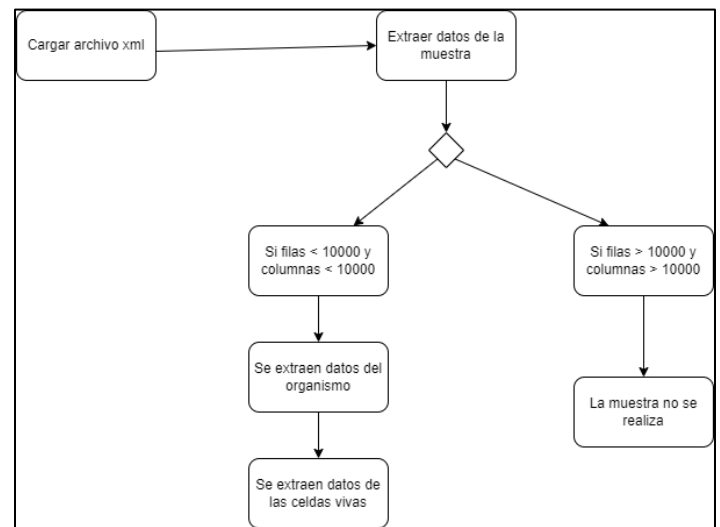 Cargar archivo xml
Extraer datos de la
muestra
Si filas < 10000 y
columnas < 10000
Si filas > 10000 y
columnas > 10000
Se extraen datos del
organismo
La muestra no se
realiza
Se extraen datos de
las celdas vivas